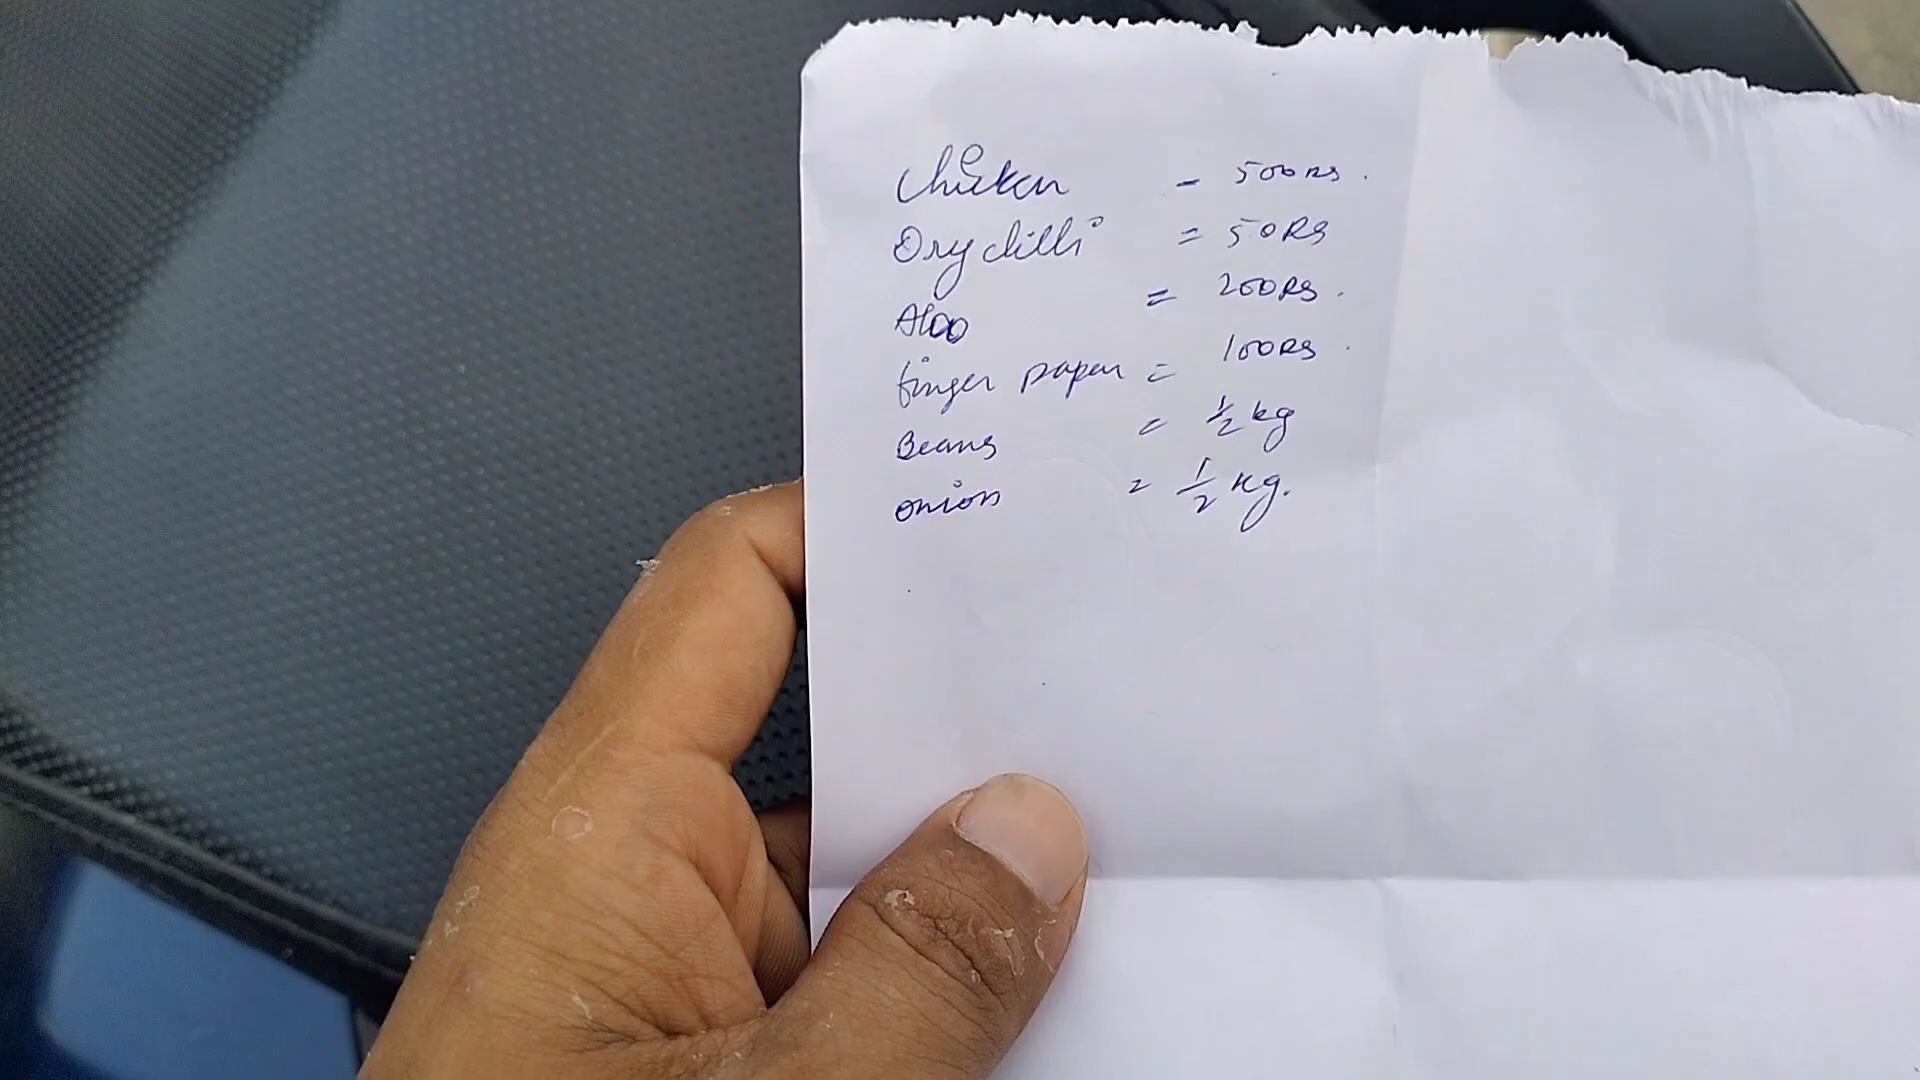 Chicken - 500Rs.
Dry chilli = 50Rs
Aloo = 200Rs.
finger paper = 100Rs.
Beans = 1/2 kg
onion = 1/2 kg.